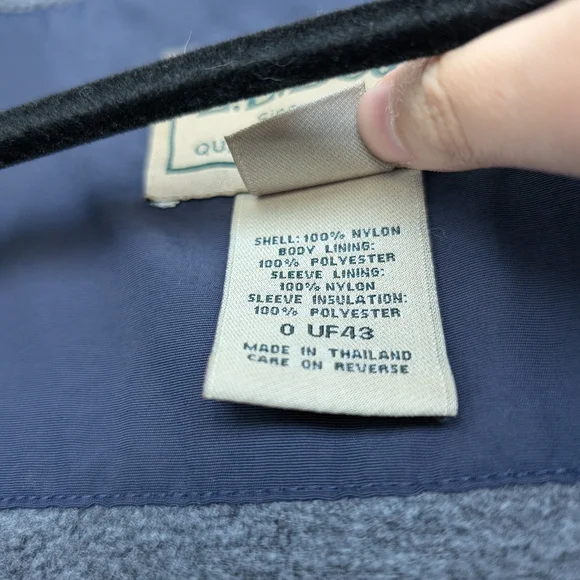 QU
SHELL: 100% NYLON
BODY LINING:
100% POLYESTER
SLEEVE LINING:
100% NYLON
SLEEVE INSULATION:
100% POLYESTER
0 UF43
MADE IN THAILAND
CARE ON REVERSE